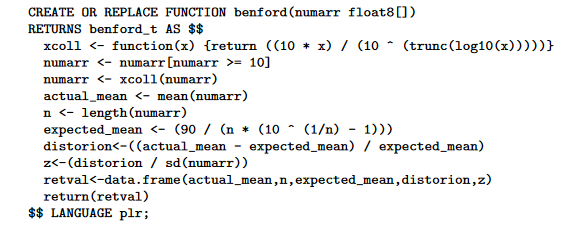 CREATE OR REPLACE FUNCTION benford(numarr float8[])
RETURNS benford_t AS $$
xcoll <- function(x) {return ((10 * x) / (10 ^ (trunc(log10(x)))))}
numarr <- numarr[numarr >= 10]
numarr <- xcoll(numarr)
actual_mean <- mean(numarr)
n <- length(numarr)
expected_mean <- (90 / (n * (10 ^ (1/n) - 1)))
distorion<-((actual_mean - expected_mean) / expected_mean)
z<-(distorion / sd(numarr))
retval<-data.frame(actual_mean,n,expected_mean,distorion,z)
return(retval)
$$ LANGUAGE plr;